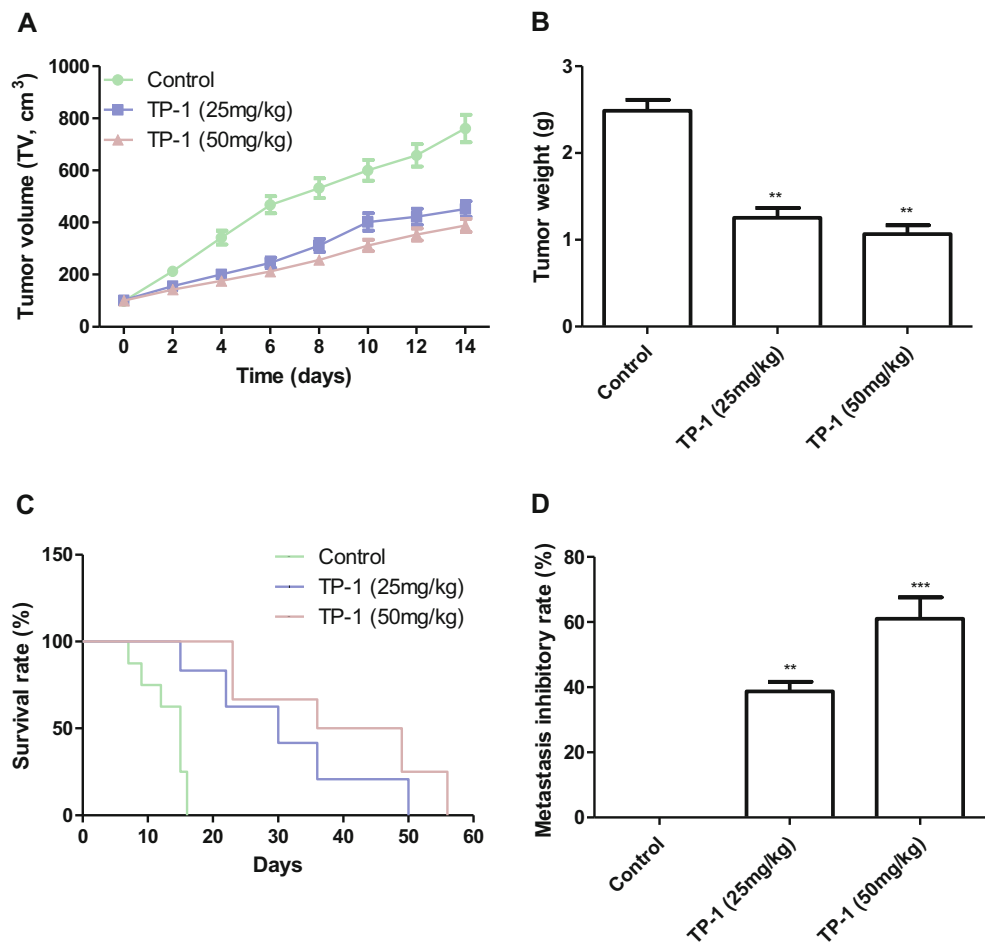 A
Tumor volume (TV, cm³)
1000
800
600
400
200
0
Control
TP-1 (25mg/kg)
TP-1 (50mg/kg)
0 2 4 6 8 10 12 14
Time (days)
B
Tumor weight (g)
3
2
1
0
**
**
Control
TP-1 (25mg/kg)
TP-1 (50mg/kg)
C
Survival rate (%)
150
100
50
0
Control
TP-1 (25mg/kg)
TP-1 (50mg/kg)
0 10 20 30 40 50 60
Days
D
Metastasis inhibitory rate (%)
80
60
40
20
0
**
***
Control
TP-1 (25mg/kg)
TP-1 (50mg/kg)